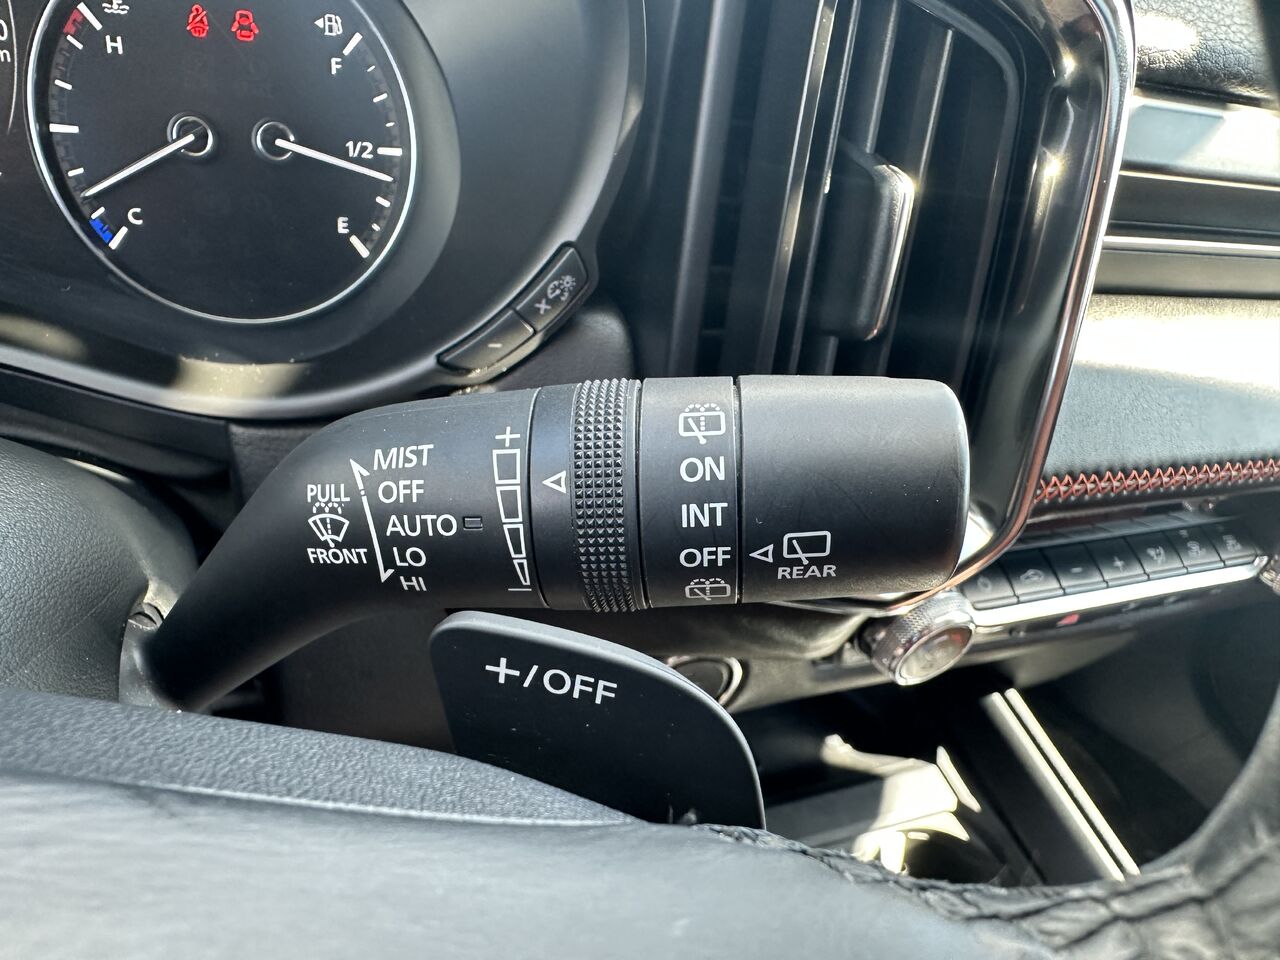 H
F
1/2
C
E
MIST
OFF
AUTO
LO
HI
PULL
FRONT
+
−
ON
INT
OFF
REAR
+/OFF